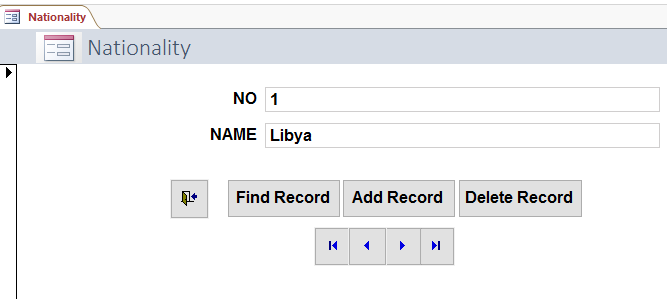 Nationality
Nationality
NO 1
NAME Libya
Find Record Add Record Delete Record